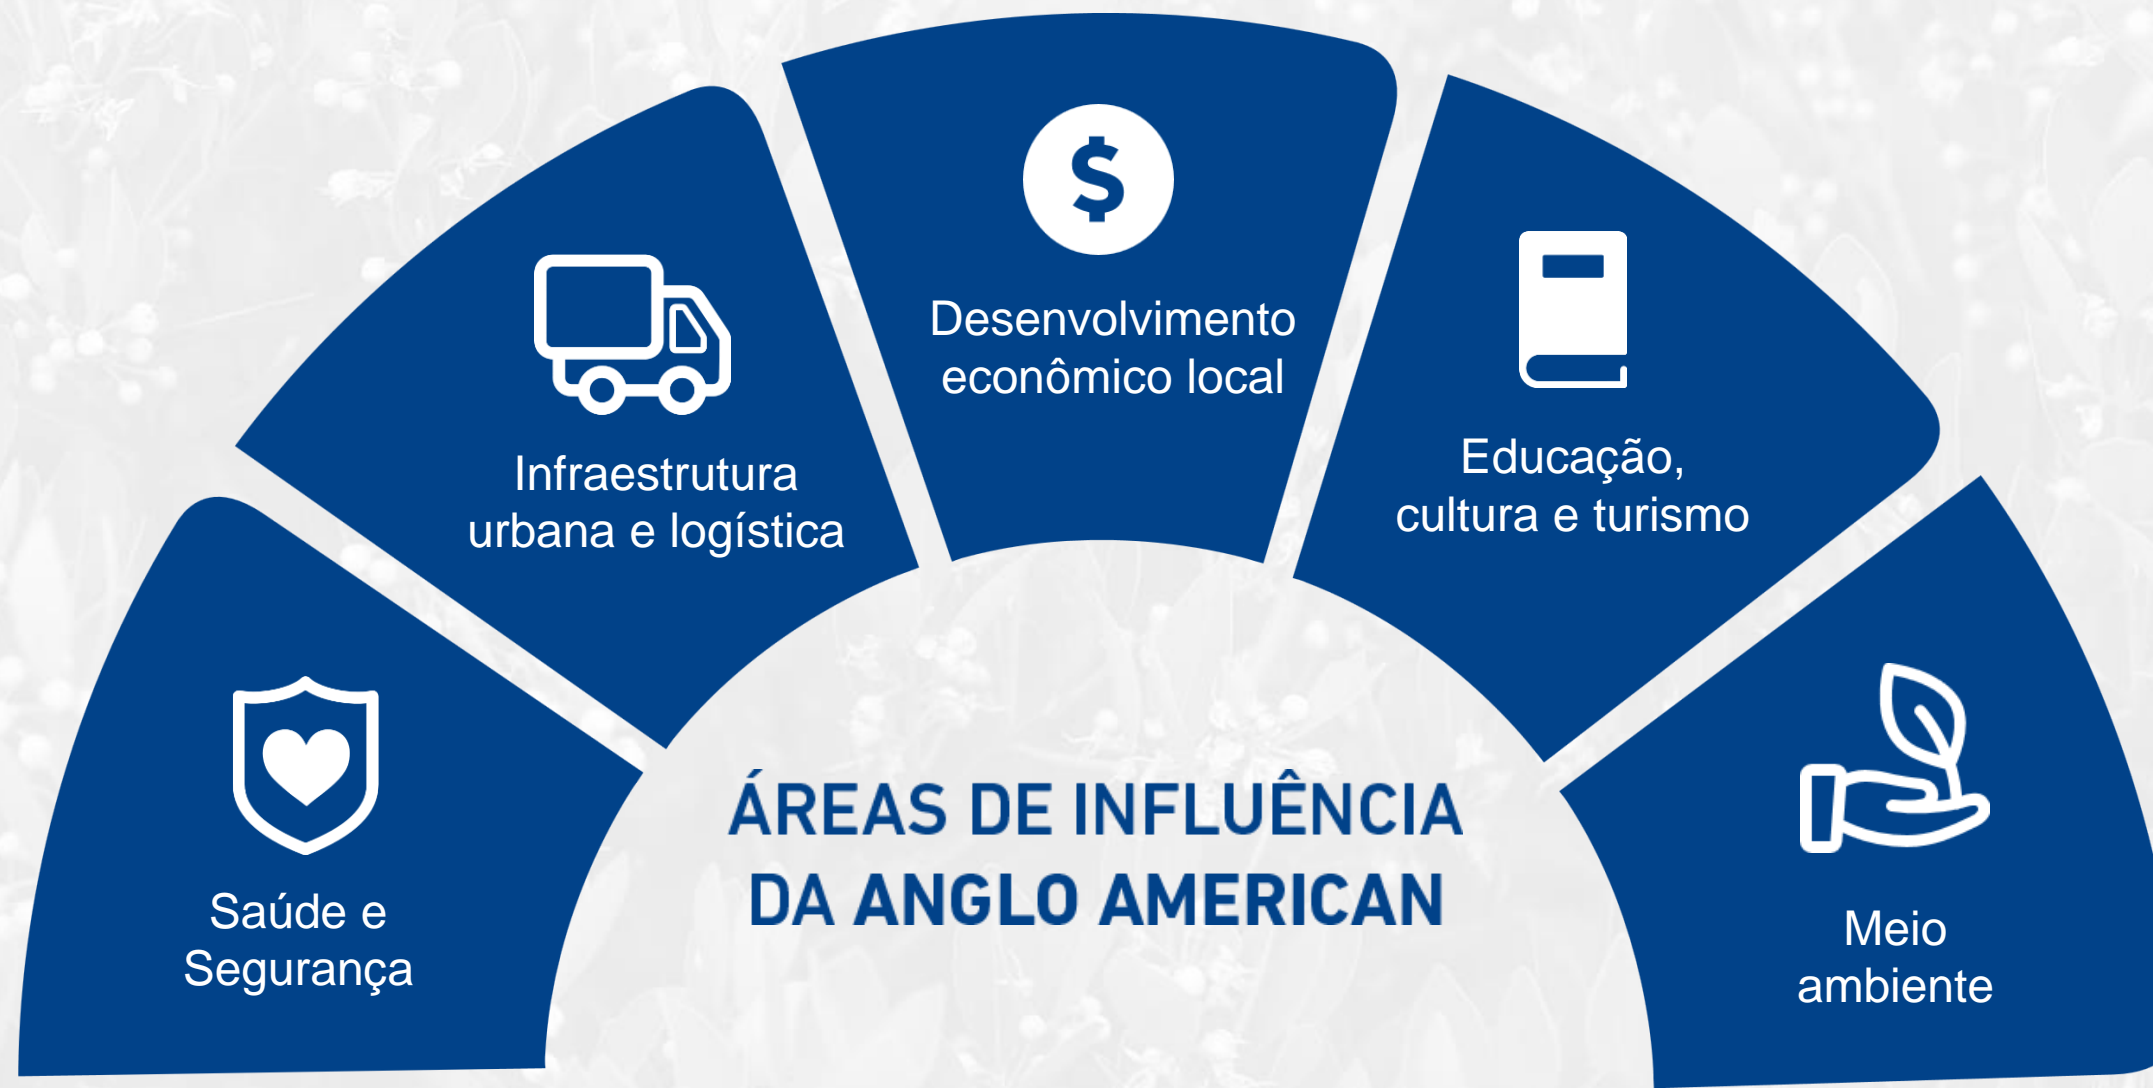 Saúde e
Segurança
Infraestrutura
urbana e logística
$
Desenvolvimento
econômico local
Educação,
cultura e turismo
Meio
ambiente
ÁREAS DE INFLUÊNCIA
DA ANGLO AMERICAN